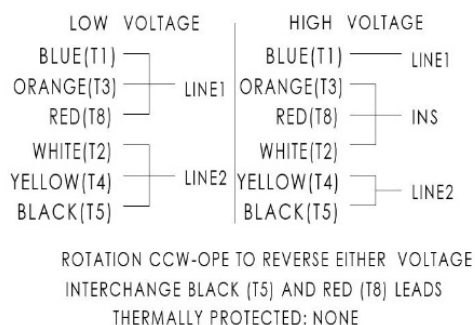 LOW VOLTAGE HIGH VOLTAGE
BLUE(T1) BLUE(T1) LINE1
ORANGE(T3) LINE1 ORANGE(T3)
RED(T8) RED(T8) INS
WHITE(T2) WHITE(T2)
YELLOW(T4) LINE2 YELLOW(T4) LINE2
BLACK(T5) BLACK(T5)
ROTATION CCW-OPE TO REVERSE EITHER VOLTAGE
INTERCHANGE BLACK (T5) AND RED (T8) LEADS
THERMALLY PROTECTED: NONE